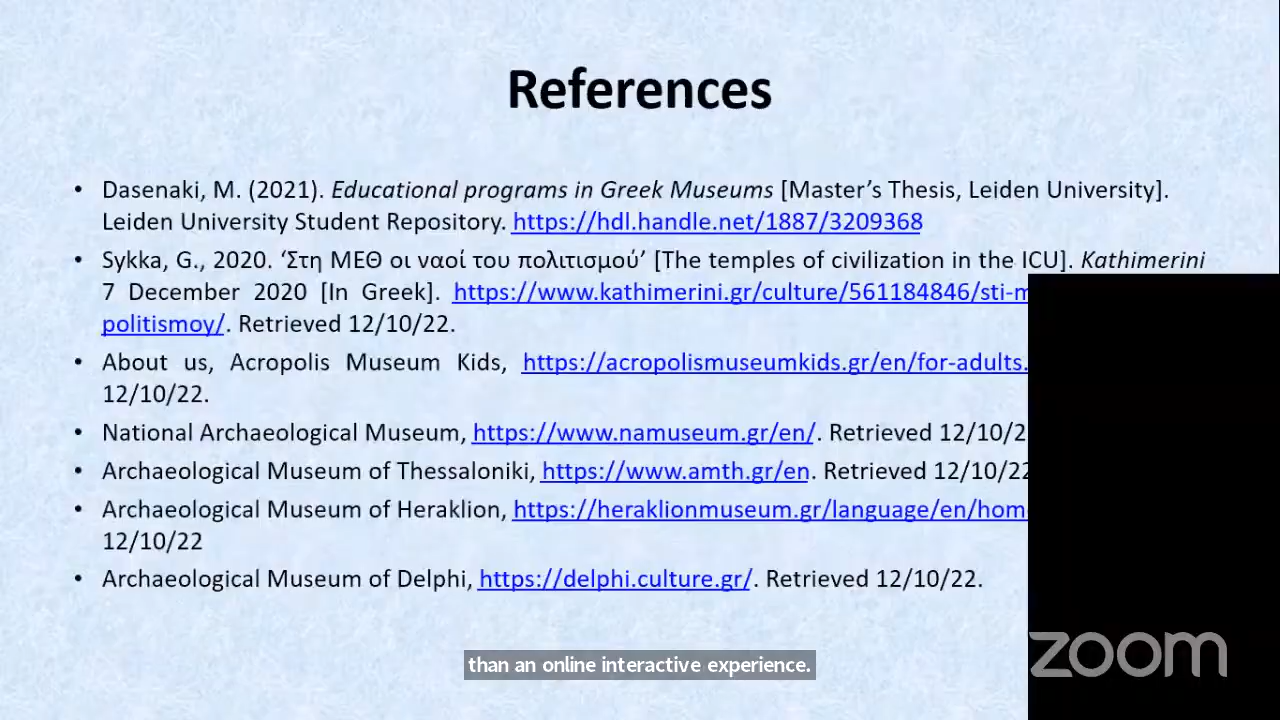 References
• Dasenaki, M. (2021). Educational programs in Greek Museums [Master's Thesis, Leiden University].
Leiden University Student Repository. https://hdl.handle.net/1887/3209368
• Sykka, G., 2020. ‘Στη ΜΕΘ οι ναοί του πολιτισμού’ [The temples of civilization in the ICU]. Kathimerini
7 December 2020 [In Greek]. https://www.kathimerini.gr/culture/561184846/sti-m
politismoy/. Retrieved 12/10/22.
• About us, Acropolis Museum Kids, https://acropolismuseumkids.gr/en/for-adults.
12/10/22.
• National Archaeological Museum, https://www.namuseum.gr/en/. Retrieved 12/10/2
• Archaeological Museum of Thessaloniki, https://www.amth.gr/en. Retrieved 12/10/22
• Archaeological Museum of Heraklion, https://heraklionmuseum.gr/language/en/hom
12/10/22
• Archaeological Museum of Delphi, https://delphi.culture.gr/. Retrieved 12/10/22.
than an online interactive experience.
zoom